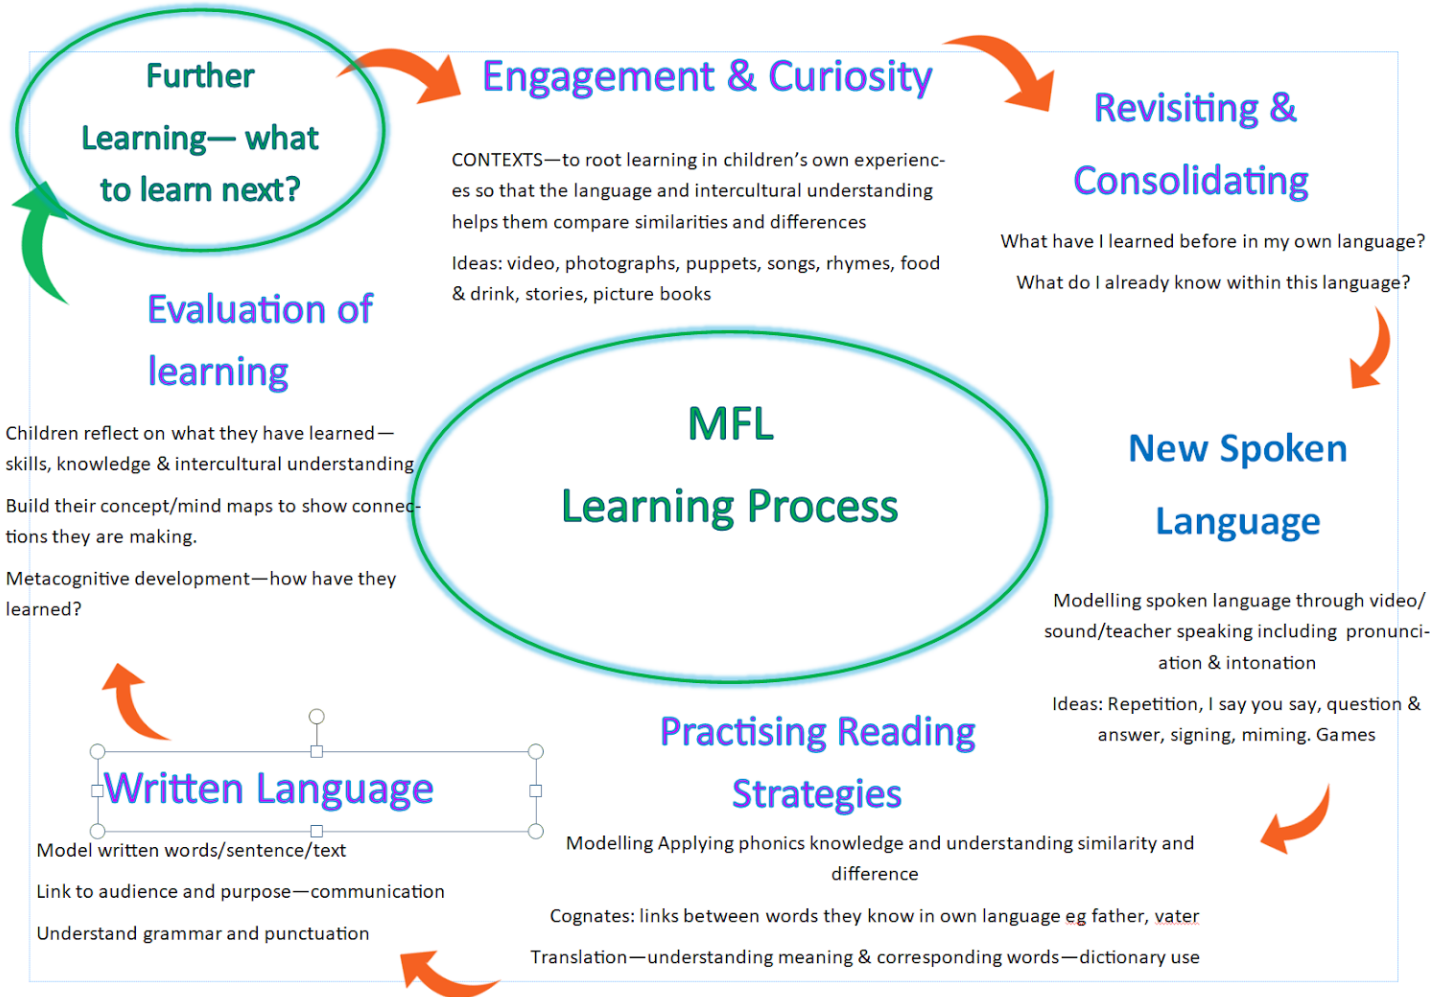 Further
Learning— what
to learn next?
Engagement & Curiosity
CONTEXTS—to root learning in children's own experienc-
es so that the language and intercultural understanding
helps them compare similarities and differences
Ideas: video, photographs, puppets, songs, rhymes, food
& drink, stories, picture books
Revisiting &
Consolidating
What have I learned before in my own language?
What do I already know within this language?
New Spoken
Language
Modelling spoken language through video/
sound/teacher speaking including  pronunci-
ation & intonation
Ideas: Repetition, I say you say, question &
answer, signing, miming. Games
Practising Reading
Strategies
Modelling Applying phonics knowledge and understanding similarity and
difference
Cognates: links between words they know in own language eg father, vater
Translation—understanding meaning & corresponding words—dictionary use
Written Language
Model written words/sentence/text
Link to audience and purpose—communication
Understand grammar and punctuation
Evaluation of
learning
Children reflect on what they have learned—
skills, knowledge & intercultural understanding
Build their concept/mind maps to show connec-
tions they are making.
Metacognitive development—how have they
learned?
MFL
Learning Process